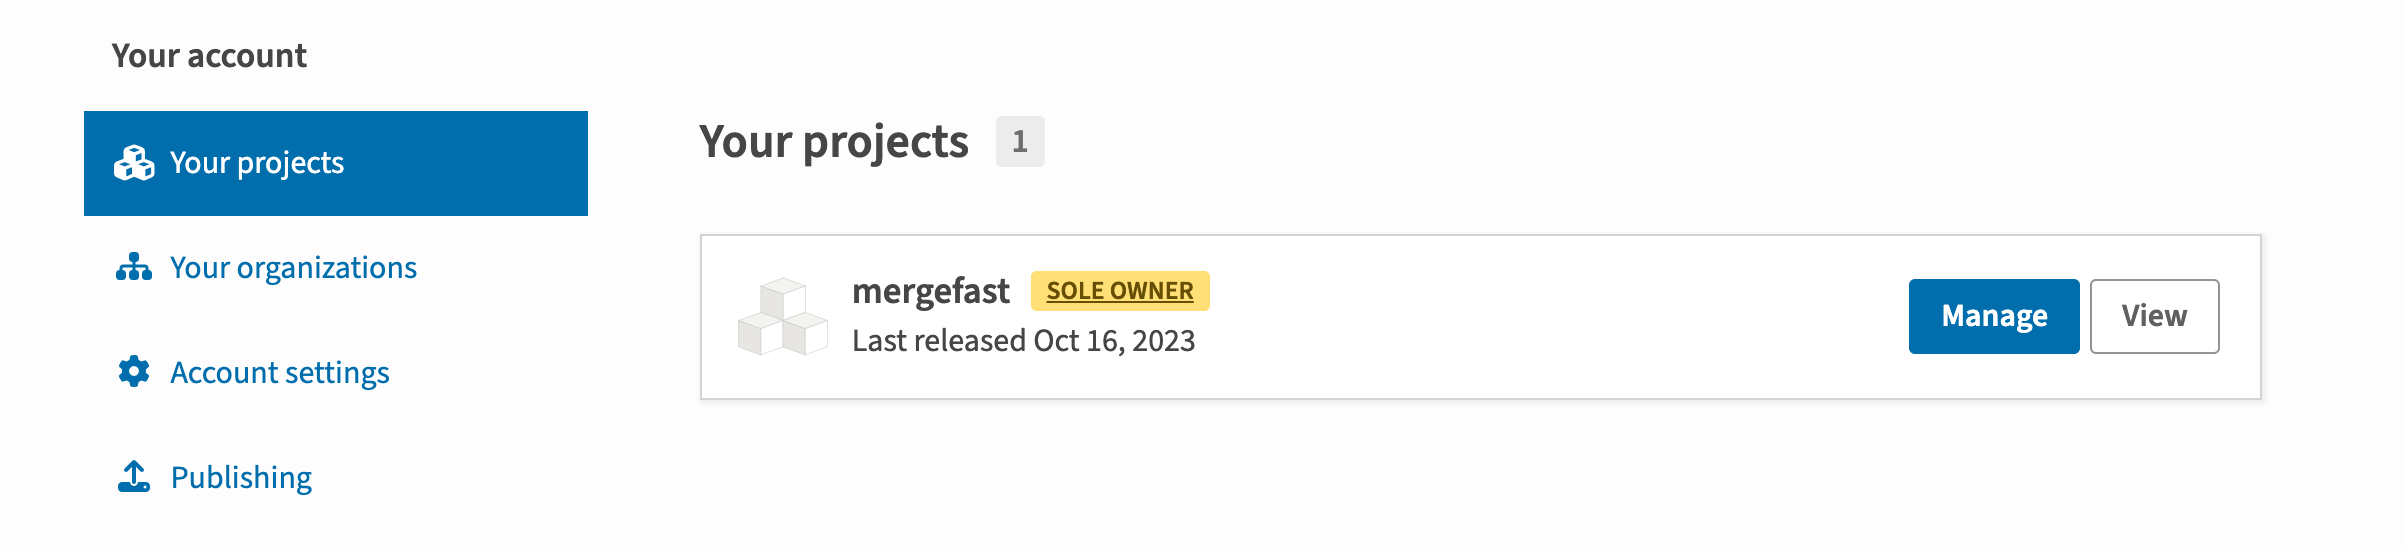 Your account
Your projects
Your organizations
Account settings
Publishing
Your projects 1
mergefast SOLE OWNER
Last released Oct 16, 2023
Manage View